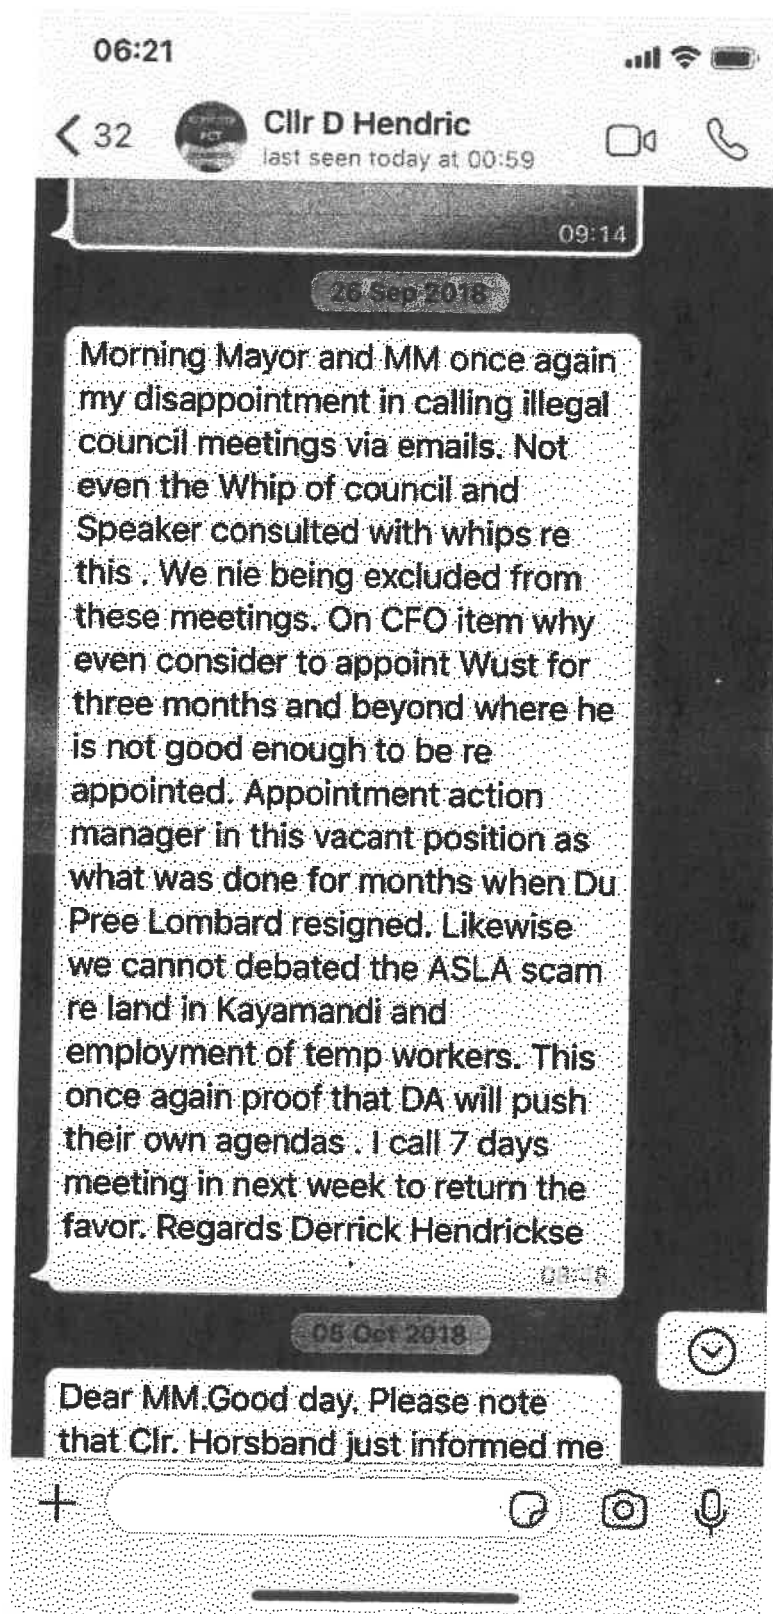 06:21
32
Cllr D Hendric
last seen today at 00:59
09:14
26 Sep 2018
Morning Mayor and MM once again
my disappointment in calling illegal
council meetings via emails. Not
even the Whip of council and
Speaker consulted with whips re
this . We nie being excluded from
these meetings. On CFO item why
even consider to appoint Wust for
three months and beyond where he
is not good enough to be re
appointed. Appointment action
manager in this vacant position as
what was done for months when Du
Pree Lombard resigned. Likewise
we cannot debated the ASLA scam
re land in Kayamandi and
employment of temp workers. This
once again proof that DA will push
their own agendas . I call 7 days
meeting in next week to return the
favor. Regards Derrick Hendrickse
05 Oct 2018
Dear MM.Good day. Please note
that Clr. Horsband just informed me